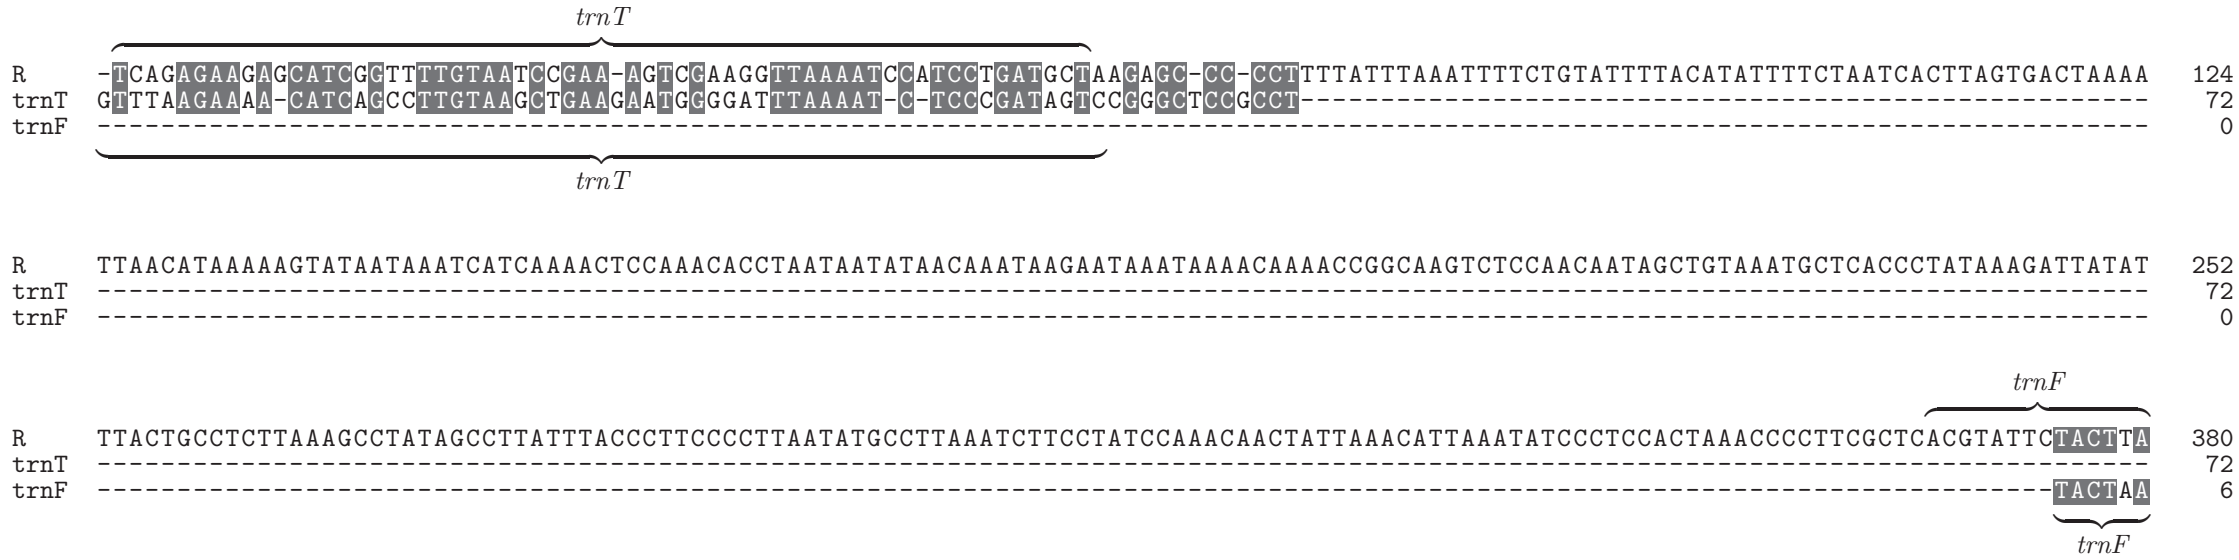 trnT
R -TCAGAGAAGAGCATCGGTTTTGTAATCCGAA-AGTCGAAGGTTAAAATCCATCCTGATGCTAAGAGC-CC-CCTTTTATTTAAATTTTCTGTATTTTACATATTTTCTAATCACTTAGTGACTAAAA 124
trnT GTTTAAGAAAA-CATCAGCCTTGTAAGCTGAAGAATGGGGATTTAAAAT-C-TCCCGATAGTCCGGGCTCCGCCT----------------------------------------------------- 72
trnF -------------------------------------------------------------------------------------------------------------------------------- 0
trnT
R TTAACATAAAAAGTATAATAAATCATCAAAACTCCAAACACCTAATAATATAACAAATAAGAATAAATAAAACAAAACCGGCAAGTCTCCAACAATAGCTGTAAATGCTCACCCTATAAAGATTATAT 252
trnT -------------------------------------------------------------------------------------------------------------------------------- 72
trnF -------------------------------------------------------------------------------------------------------------------------------- 0
trnF
R TTACTGCCTCTTAAAGCCTATAGCCTTATTTACCCTTCCCCTTAATATGCCTTAAATCTTCCTATCCAAACAACTATTAAACATTAAATATCCCTCCACTAAACCCCTTCGCTCACGTATTCTACTTA 380
trnT -------------------------------------------------------------------------------------------------------------------------------- 72
trnF --------------------------------------------------------------------------------------------------------------------------TACTAA 6
trnF